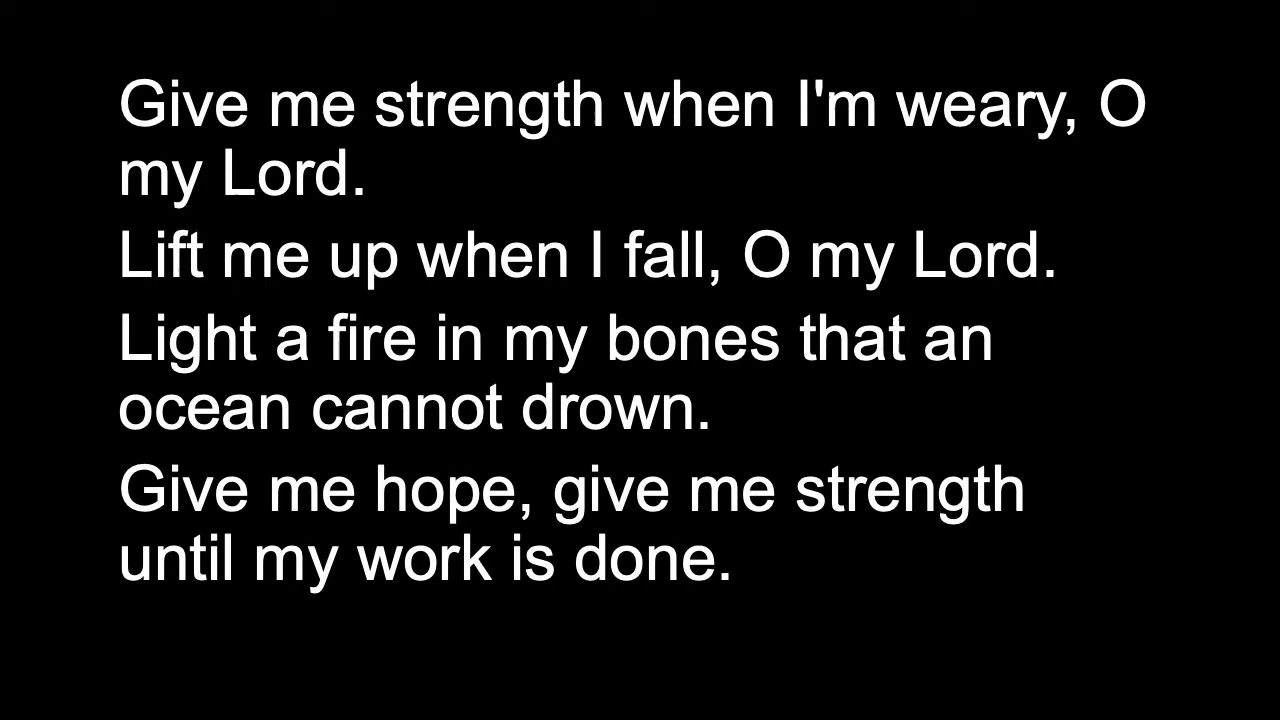 Give me strength when I'm weary, O
my Lord.
Lift me up when I fall, O my Lord.
Light a fire in my bones that an
ocean cannot drown.
Give me hope, give me strength
until my work is done.